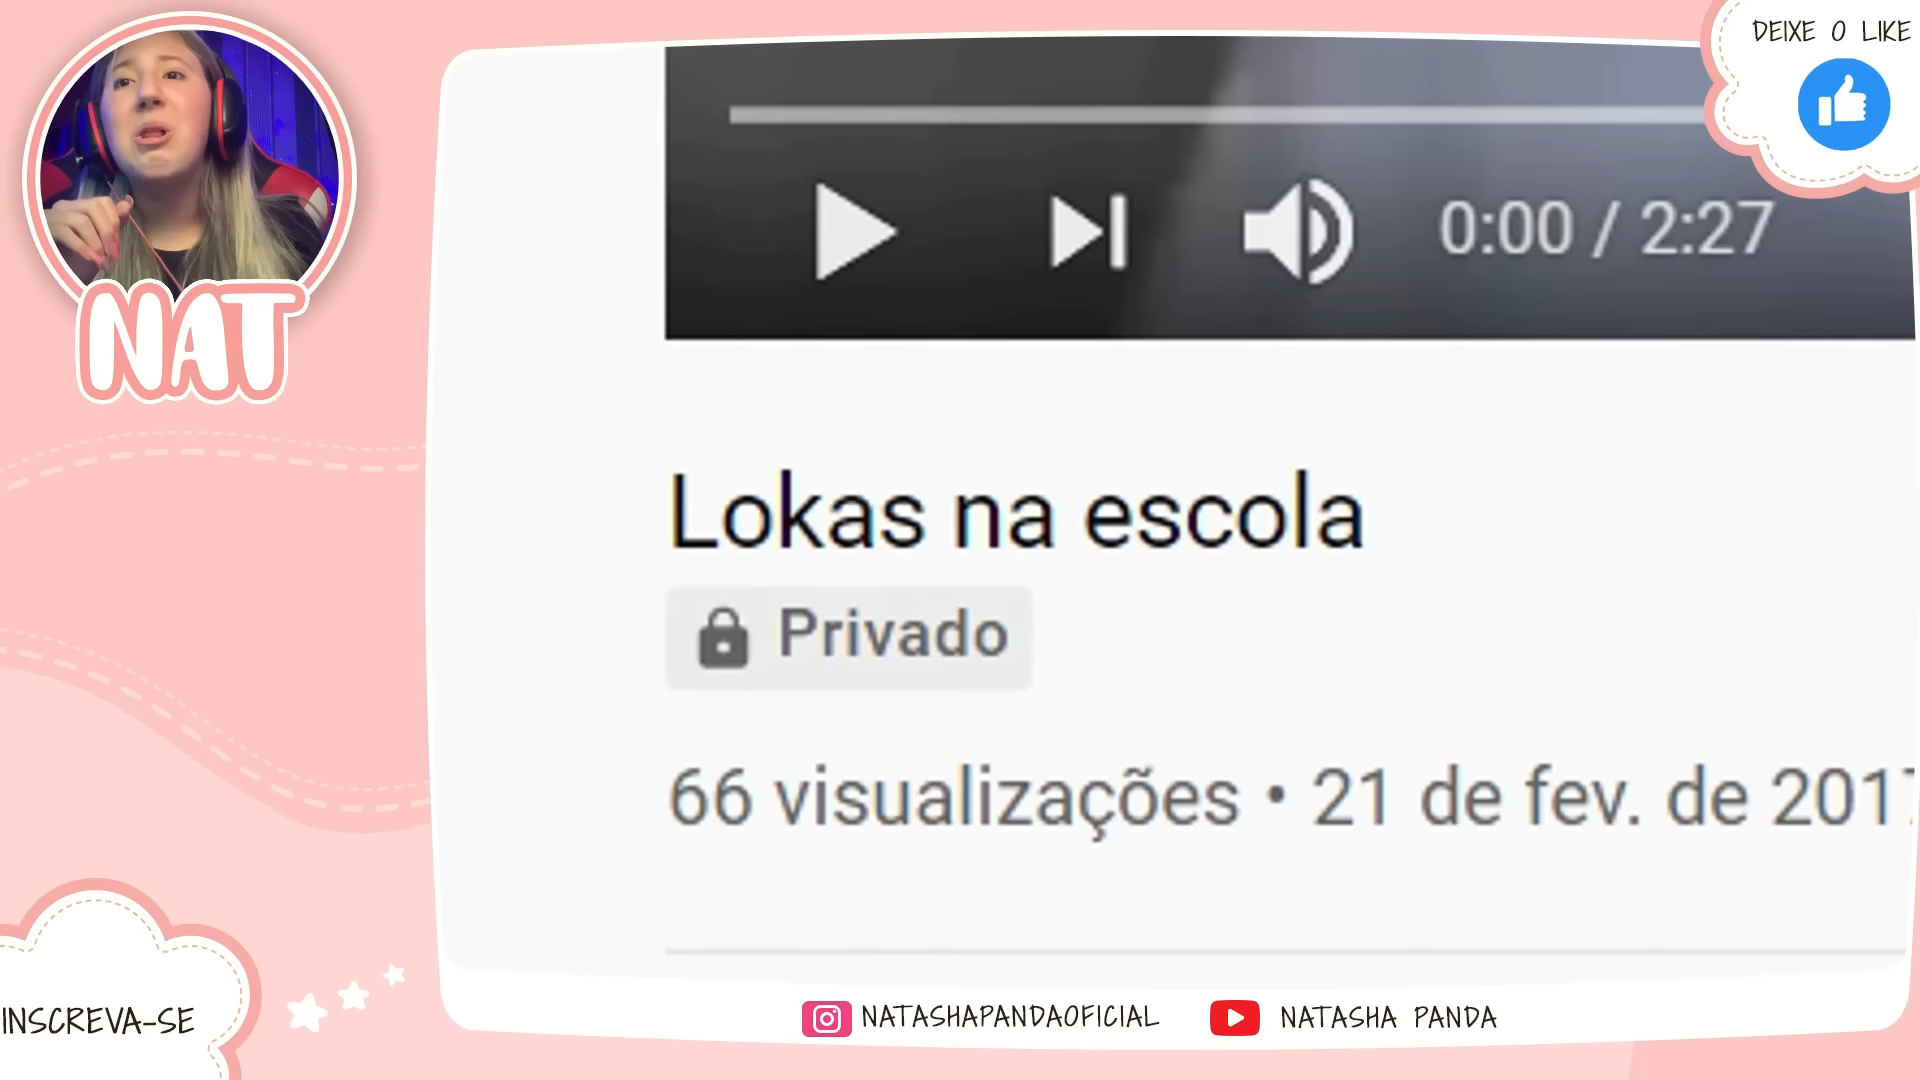 DEIXE O LIKE
NAT
0:00 / 2:27
Lokas na escola
Privado
66 visualizações • 21 de fev. de 2017
INSCREVA-SE
NATASHAPANDAOFICIAL
NATASHA PANDA